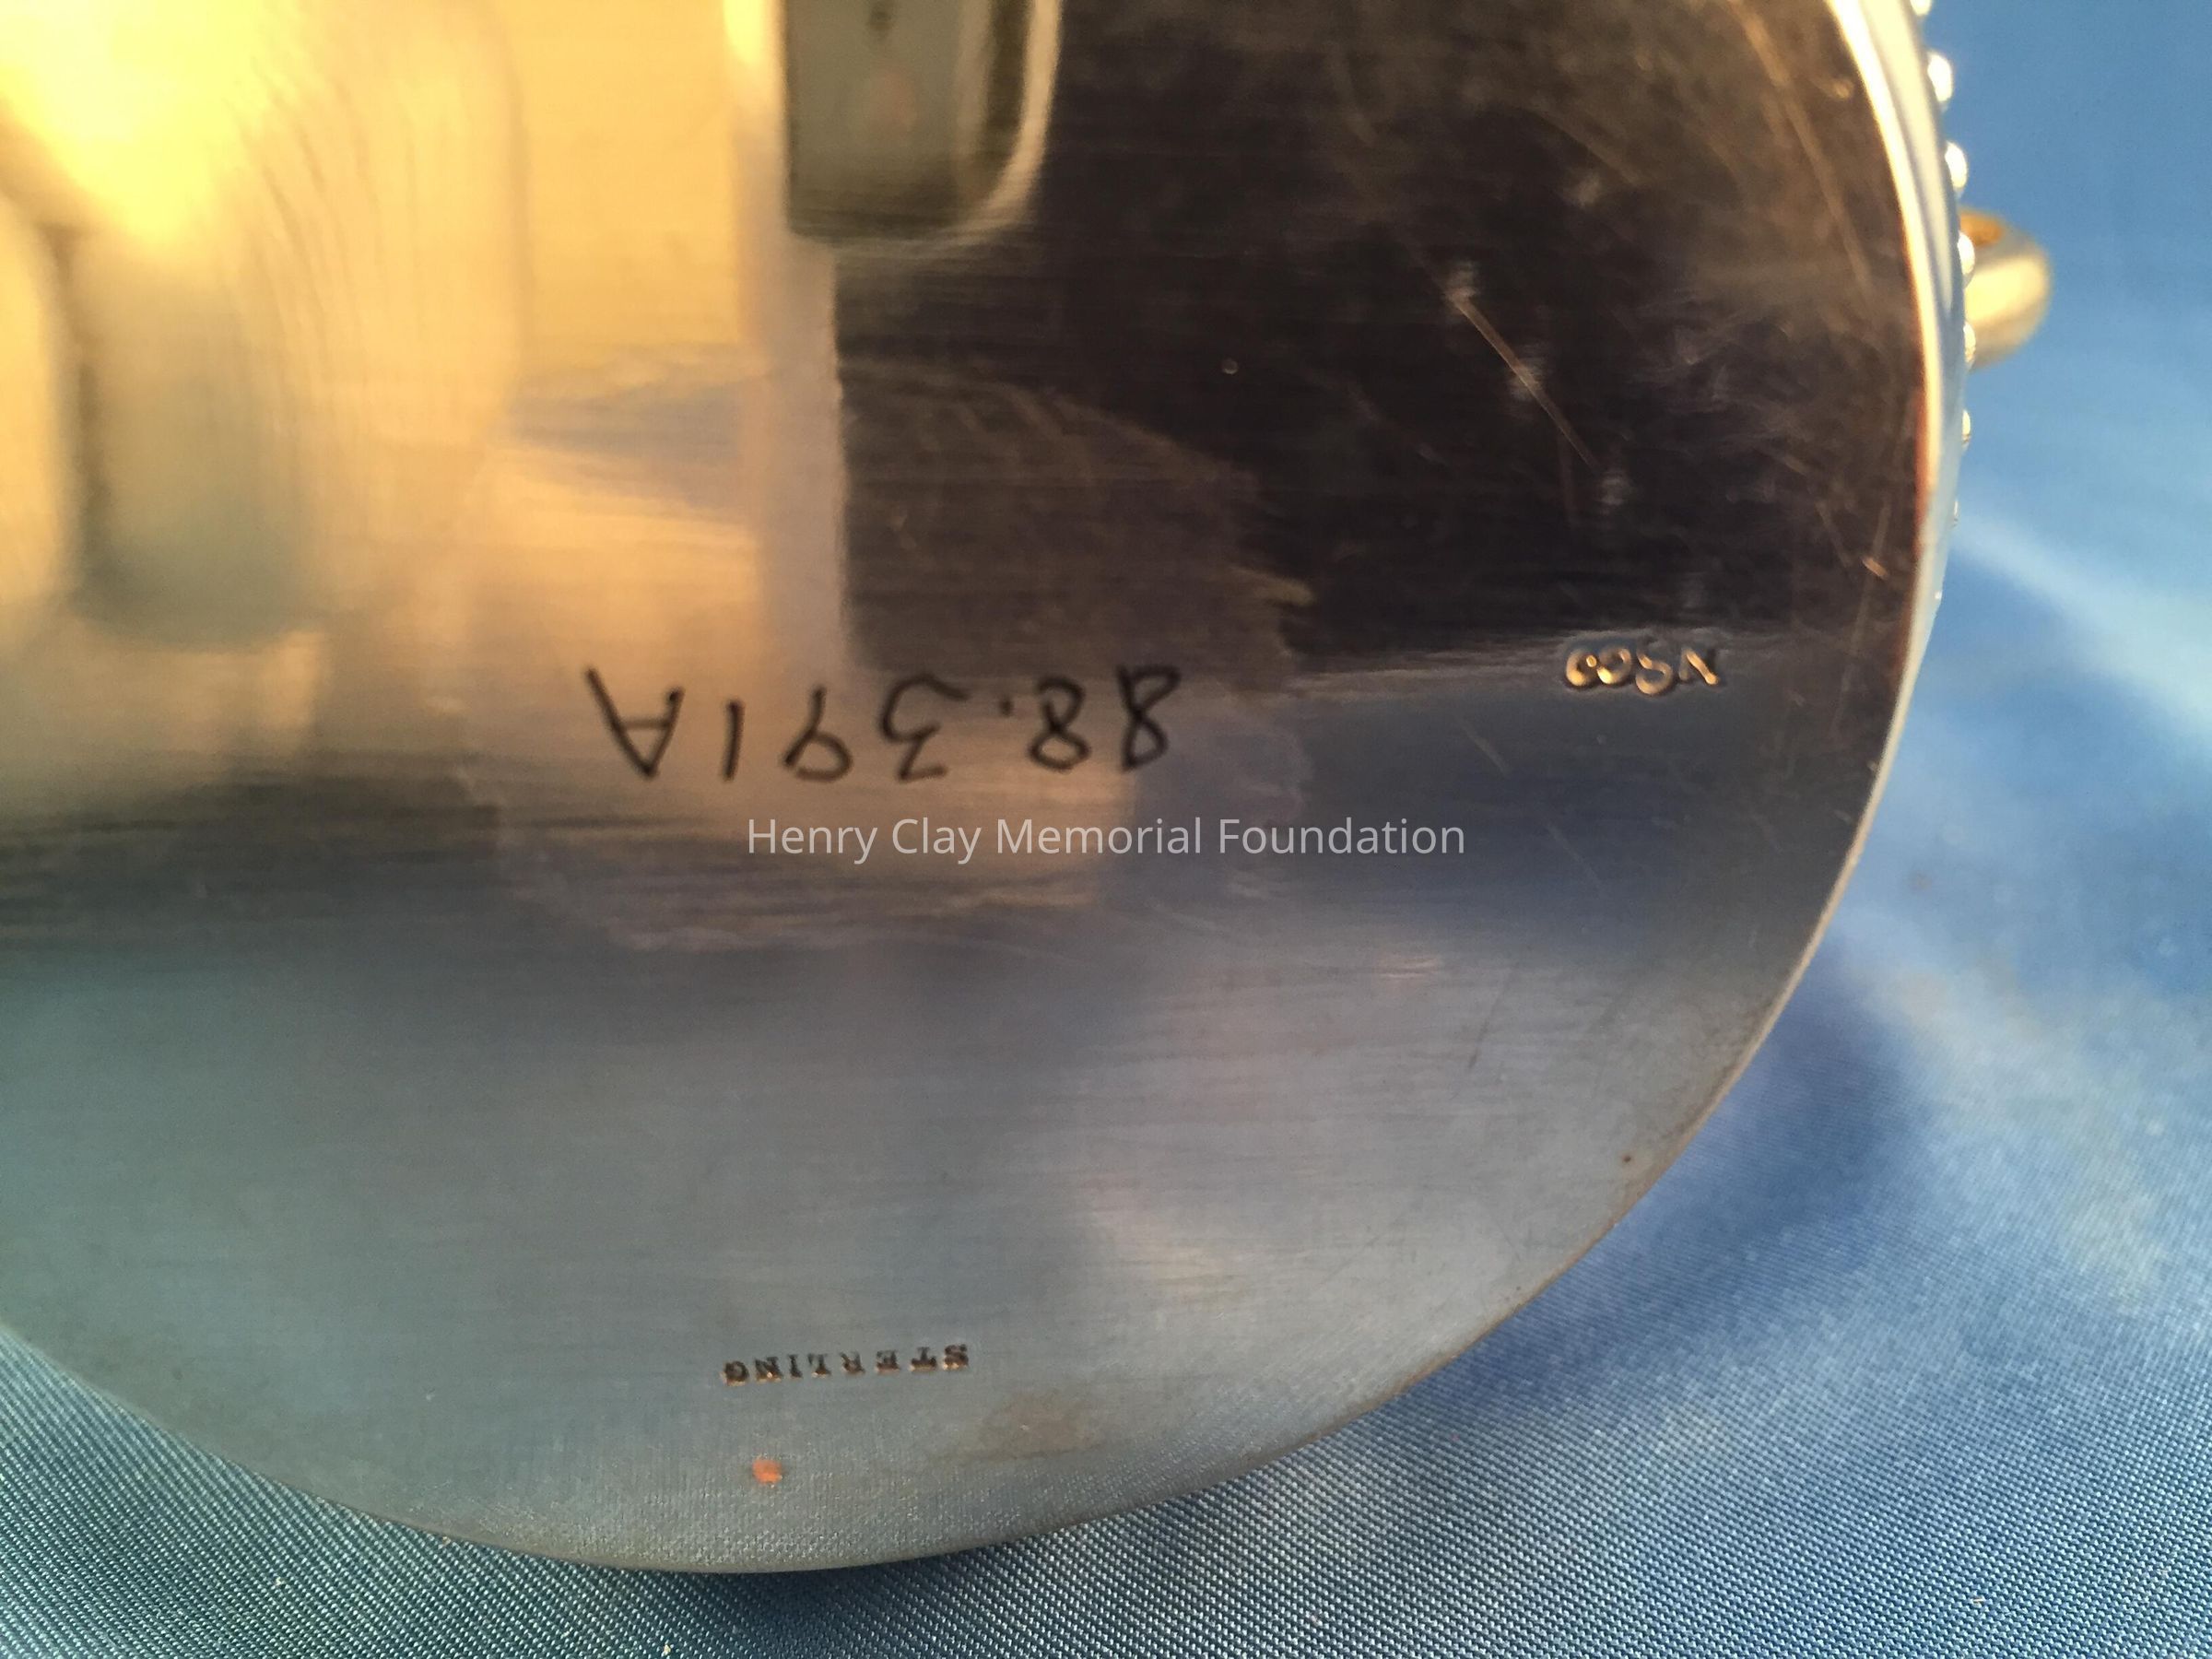 88.391A
Henry Clay Memorial Foundation
STERLING